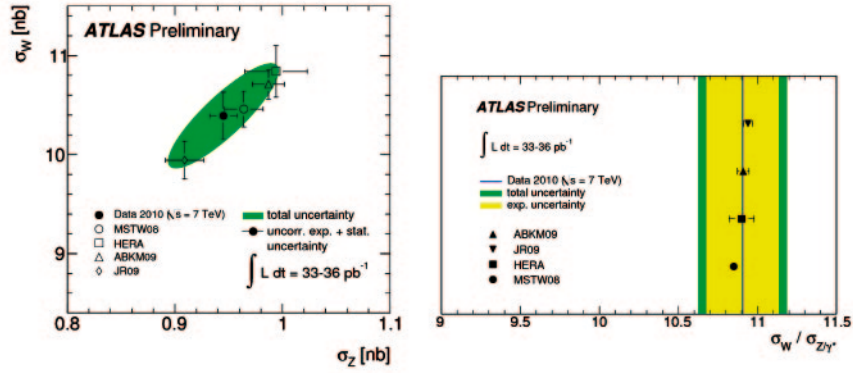 σW [nb]
ATLAS Preliminary
11
10
9
Data 2010 (√s = 7 TeV)
MSTW08
HERA
ABKM09
JR09
total uncertainty
uncorr. exp. + stat.
uncertainty
∫ L dt = 33-36 pb⁻¹
0.8
0.9
1
1.1
σZ [nb]
ATLAS Preliminary
∫ L dt = 33-36 pb⁻¹
Data 2010 (√s = 7 TeV)
total uncertainty
exp. uncertainty
ABKM09
JR09
HERA
MSTW08
9
9.5
10
10.5
11
11.5
σW / σZ/γ*